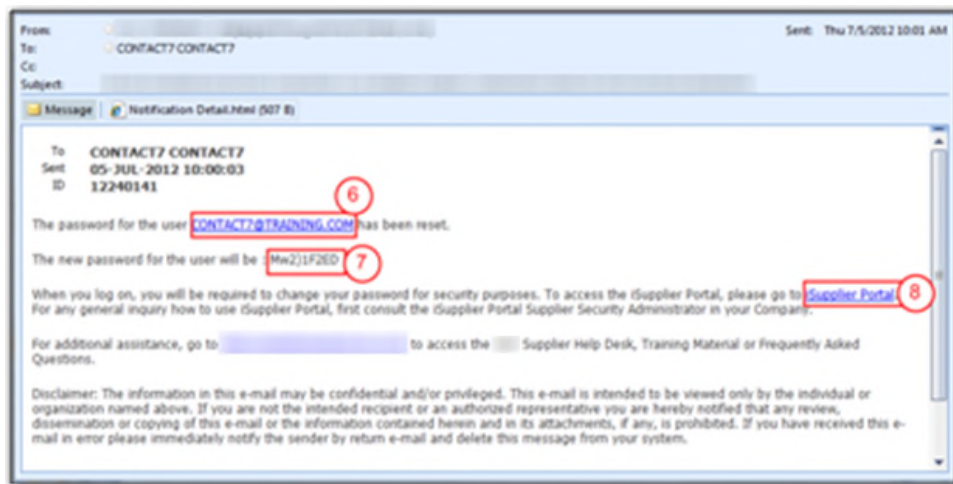 From:
Sent: Thu 7/5/2012 10:01 AM
To: CONTACT7 CONTACT7
Cc:
Subject:
Message Notification Detail.html (507 B)
To CONTACT7 CONTACT7
Sent 05-JUL-2012 10:00:03
ID 12240141
6
The password for the user CONTACT7@TRAINING.COM has been reset.
The new password for the user will be : Mw2)1F2ED
7
When you log on, you will be required to change your password for security purposes. To access the iSupplier Portal, please go to iSupplier Portal.
8
For any general inquiry how to use iSupplier Portal, first consult the iSupplier Portal Supplier Security Administrator in your Company.
For additional assistance, go to to access the Supplier Help Desk, Training Material or Frequently Asked
Questions.
Disclaimer: The information in this e-mail may be confidential and/or privileged. This e-mail is intended to be viewed only by the individual or
organization named above. If you are not the intended recipient or an authorized representative you are hereby notified that any review,
dissemination or copying of this e-mail or the information contained herein and in its attachments, if any, is prohibited. If you have received this e-
mail in error please immediately notify the sender by return e-mail and delete this message from your system.